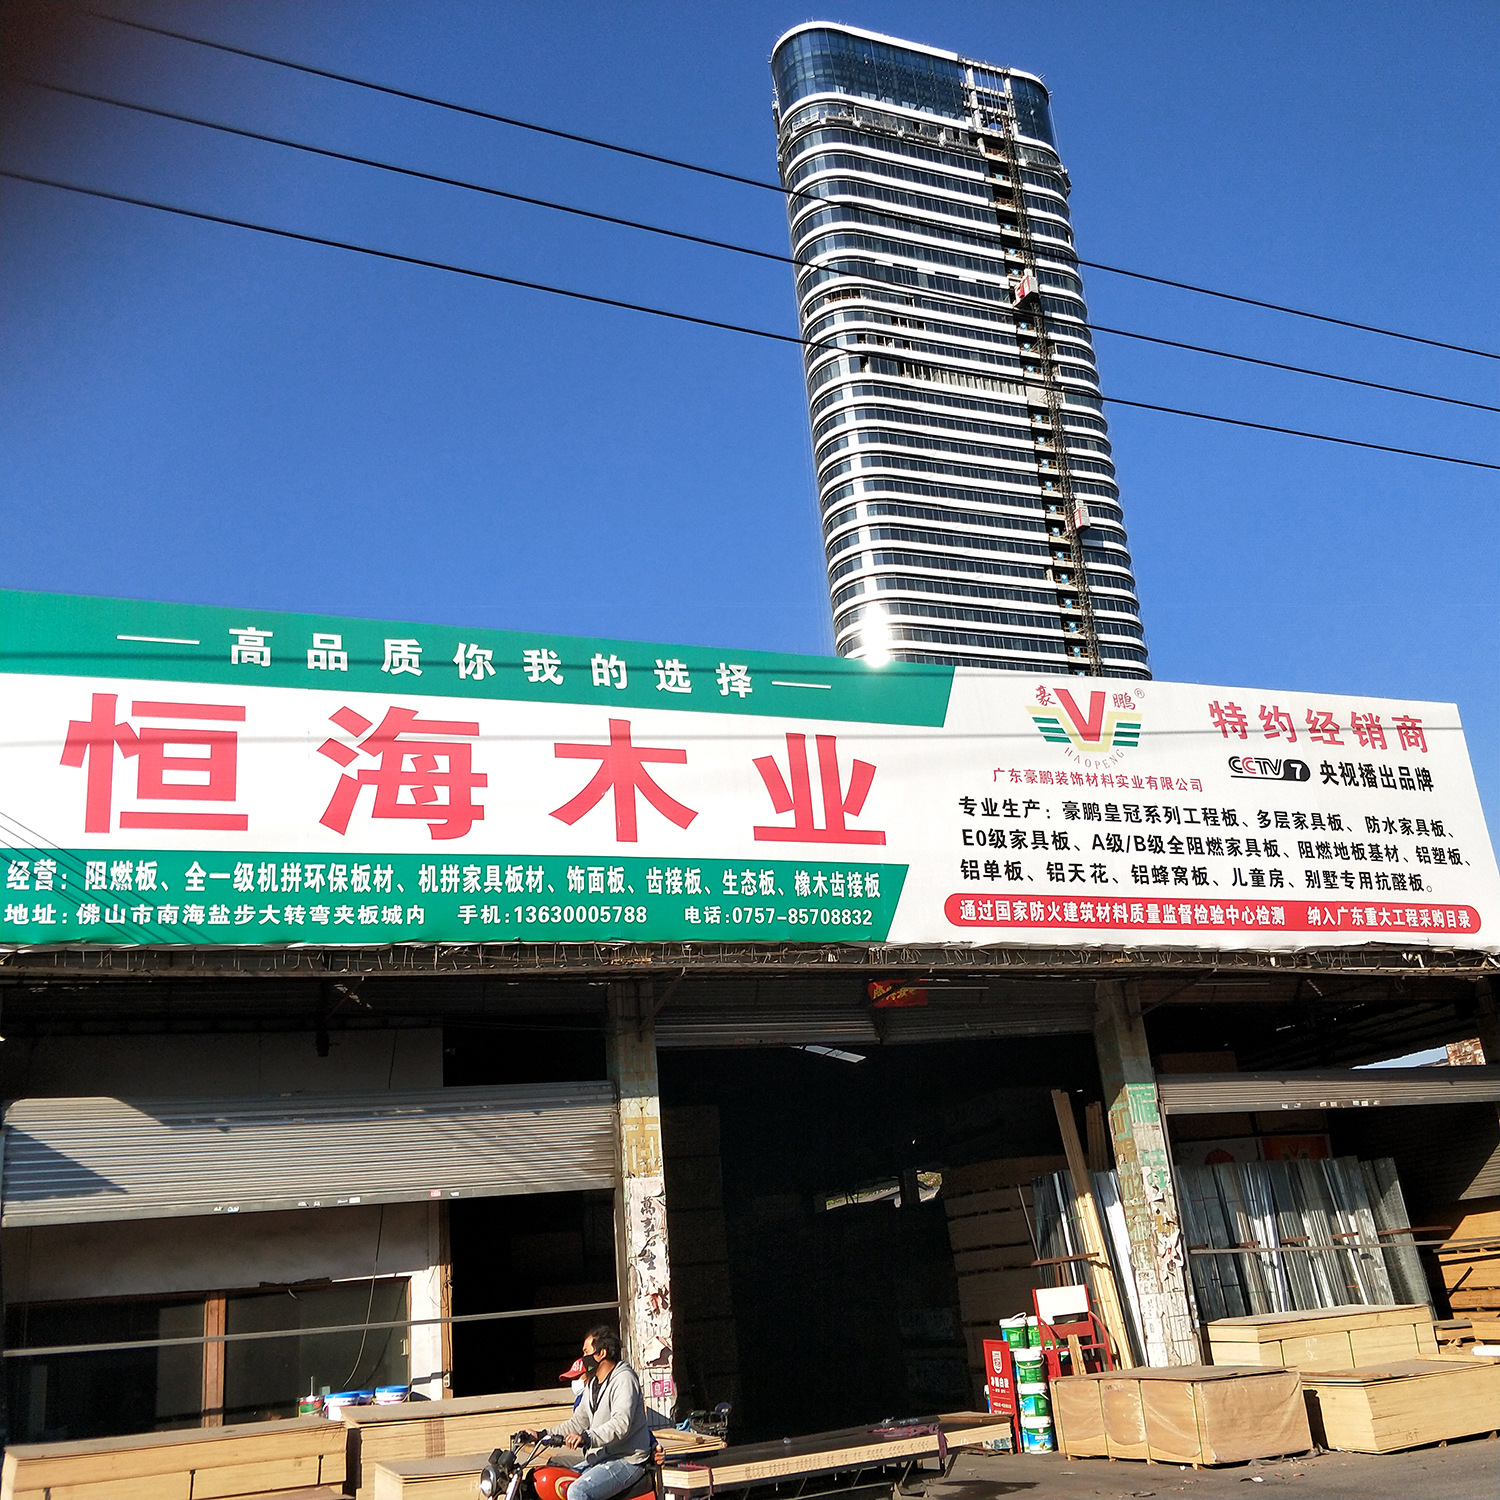 高品质你我的选择
恒海木业
经营：阻燃板、全一级机拼环保板材、机拼家具板材、饰面板、齿接板、生态板、橡木齿接板
地址：佛山市南海盐步大转弯夹板城内 手机:13630005788 电话:0757-85708832
豪 鹏®
HAOPENG
广东豪鹏装饰材料实业有限公司
特约经销商
CCTV 7 央视播出品牌
专业生产：豪鹏皇冠系列工程板、多层家具板、防水家具板、
E0级家具板、A级/B级全阻燃家具板、阻燃地板基材、铝塑板、
铝单板、铝天花、铝蜂窝板、儿童房、别墅专用抗醛板。
通过国家防火建筑材料质量监督检验中心检测 纳入广东重大工程采购目录